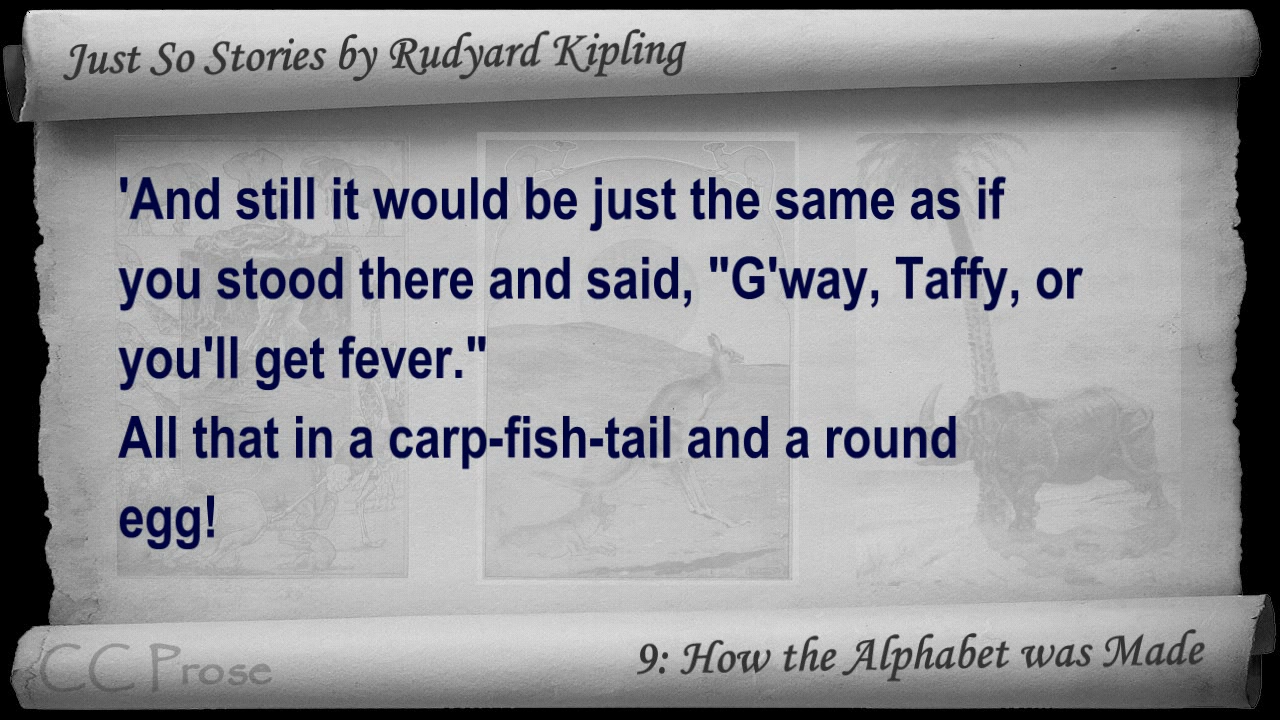 Just So Stories by Rudyard Kipling
'And still it would be just the same as if
you stood there and said, "G'way, Taffy, or
you'll get fever."
All that in a carp-fish-tail and a round
egg!
CC Prose
9: How the Alphabet was Made